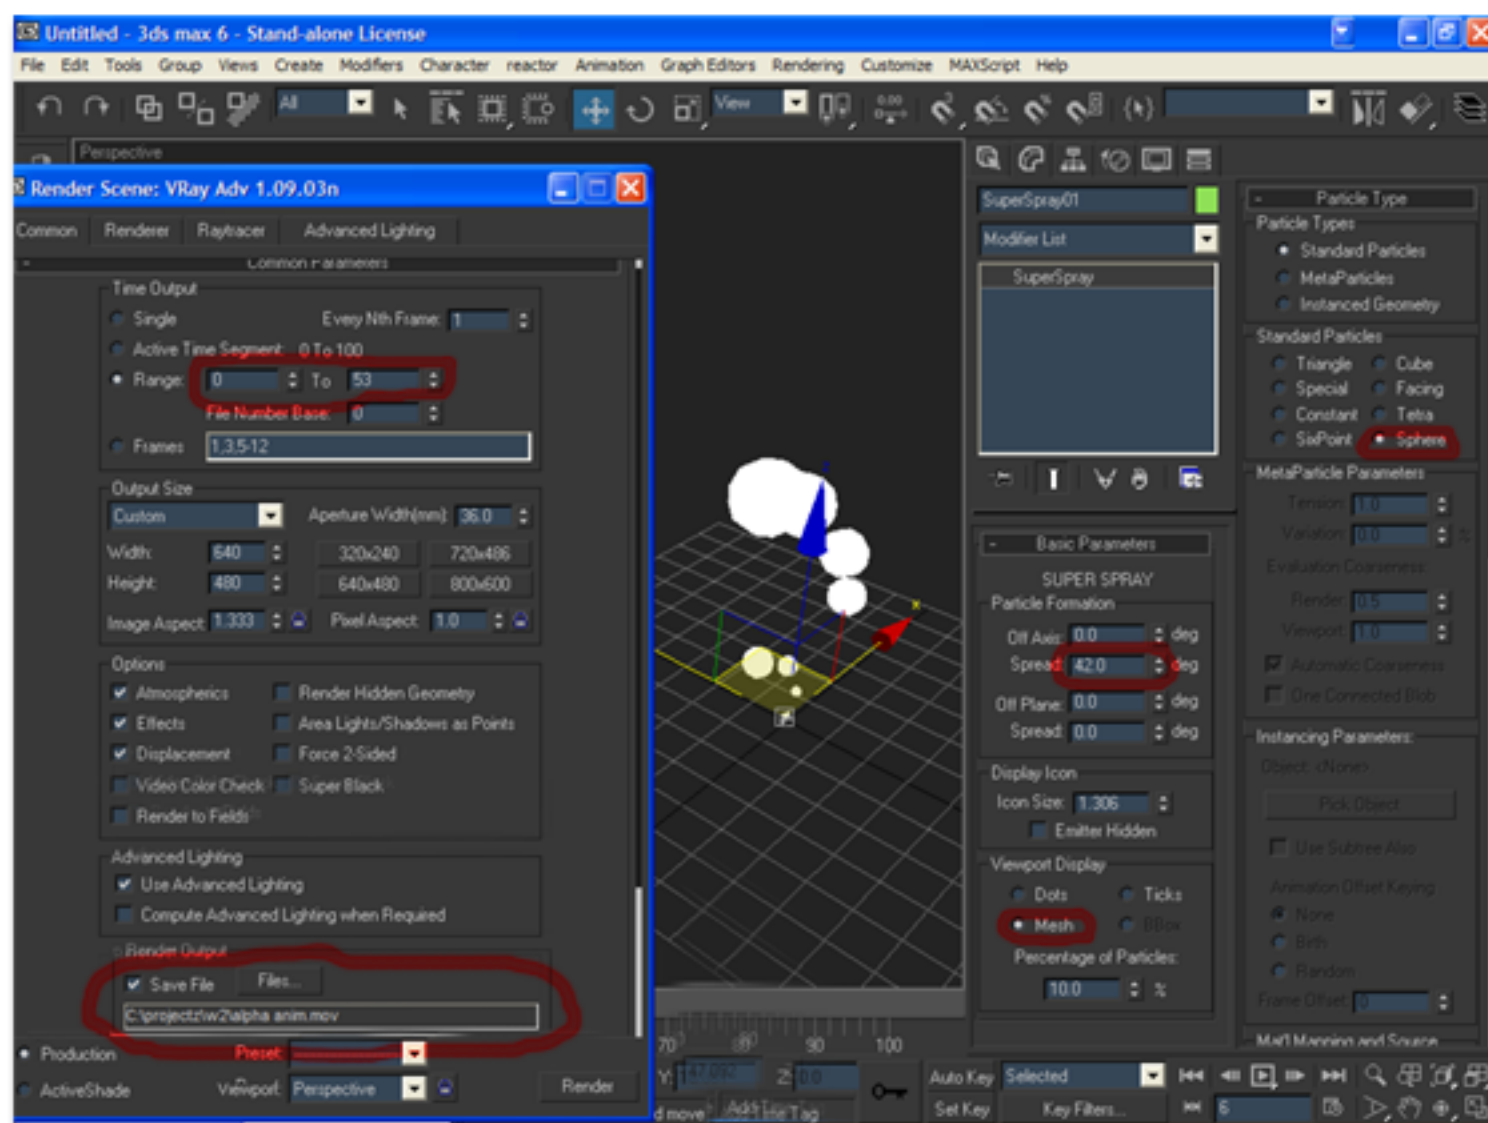 Untitled - 3ds max 6 - Stand-alone License
File Edit Tools Group Views Create Modifiers Character reactor Animation Graph Editors Rendering Customize MAXScript Help
All
View
Perspective
Render Scene: VRay Adv 1.09.03n
Common Renderer Raytracer Advanced Lighting
Common Parameters
Time Output
Single Every Nth Frame: 1
Active Time Segment: 0 To 100
Range: 0 To 53
File Number Base: 0
Frames 1,3,5-12
Output Size
Custom Aperture Width(mm): 36.0
Width: 640 320x240 720x486
Height: 480 640x480 800x600
Image Aspect: 1.333 Pixel Aspect: 1.0
Options
Atmospherics Render Hidden Geometry
Effects Area Lights/Shadows as Points
Displacement Force 2-Sided
Video Color Check Super Black
Render to Fields
Advanced Lighting
Use Advanced Lighting
Compute Advanced Lighting when Required
Render Output
Save File Files...
C:\projectz\w2\alpha anim.mov
Production Preset:
ActiveShade Viewport: Perspective Render
x
SuperSpray01
Modifier List
SuperSpray
Basic Parameters
SUPER SPRAY
Particle Formation
Off Axis: 0.0 deg
Spread: 42.0 deg
Off Plane: 0.0 deg
Spread: 0.0 deg
Display Icon
Icon Size: 1.306
Emitter Hidden
Viewport Display
Dots Ticks
Mesh BBox
Percentage of Particles:
10.0 %
- Particle Type
Particle Types
Standard Particles
MetaParticles
Instanced Geometry
Standard Particles
Triangle Cube
Special Facing
Constant Tetra
SixPoint Sphere
MetaParticle Parameters
Tension: 1.0
Variation: 0.0 %
Evaluation Coarseness:
Render: 0.5
Viewport: 1.0
Automatic Coarseness
One Connected Blob
Instancing Parameters:
Object: <None>
Pick Object
Use Subtree Also
Animation Offset Keying
None
Birth
Random
Frame Offset: 0
Mat'l Mapping and Source
70 80 90 100
Y: 147.092 Z: 0.0
d move Add Time Tag
Auto Key Selected
Set Key Key Filters... 6